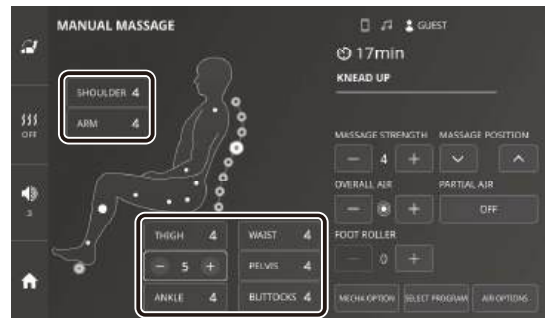 MANUAL MASSAGE
GUEST
17min
KNEAD UP
SHOULDER 4
ARM 4
OFF
3
MASSAGE STRENGTH MASSAGE POSITION
− 4 +
OVERALL AIR PARTIAL AIR
− + OFF
FOOT ROLLER
− 0 +
THIGH 4 WAIST 4
− 5 + PELVIS 4
ANKLE 4 BUTTOCKS 4
MECHA OPTION SELECT PROGRAM AIR OPTIONS